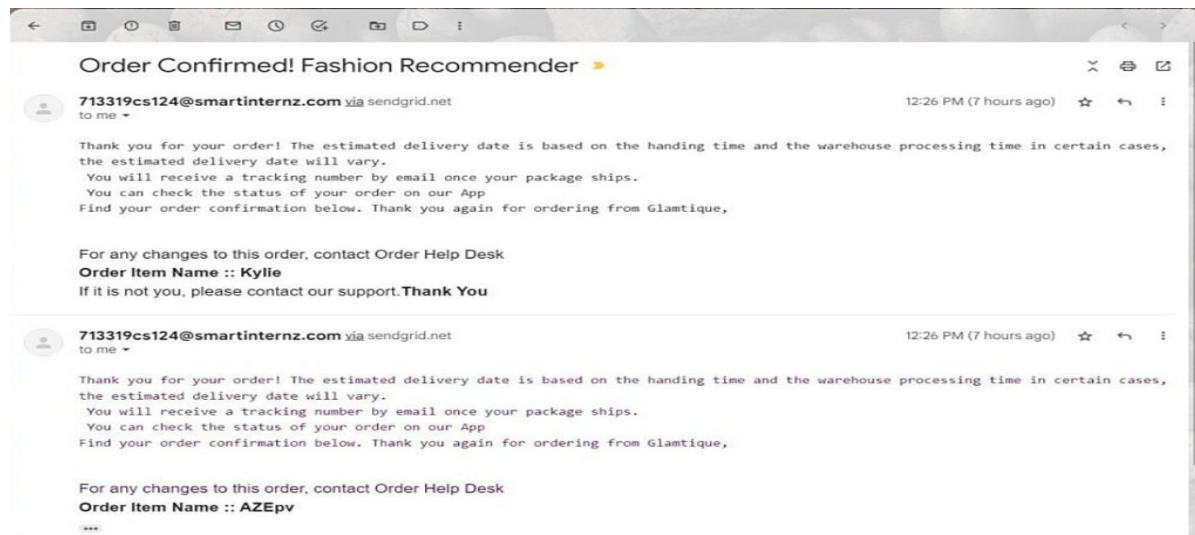 Order Confirmed! Fashion Recommender
713319cs124@smartinternz.com via sendgrid.net
12:26 PM (7 hours ago)
to me
Thank you for your order! The estimated delivery date is based on the handing time and the warehouse processing time in certain cases,
the estimated delivery date will vary.
You will receive a tracking number by email once your package ships.
You can check the status of your order on our App
Find your order confirmation below. Thank you again for ordering from Glamtique,
For any changes to this order, contact Order Help Desk
Order Item Name :: Kylie
If it is not you, please contact our support.Thank You
713319cs124@smartinternz.com via sendgrid.net
12:26 PM (7 hours ago)
to me
Thank you for your order! The estimated delivery date is based on the handing time and the warehouse processing time in certain cases,
the estimated delivery date will vary.
You will receive a tracking number by email once your package ships.
You can check the status of your order on our App
Find your order confirmation below. Thank you again for ordering from Glamtique,
For any changes to this order, contact Order Help Desk
Order Item Name :: AZEpv